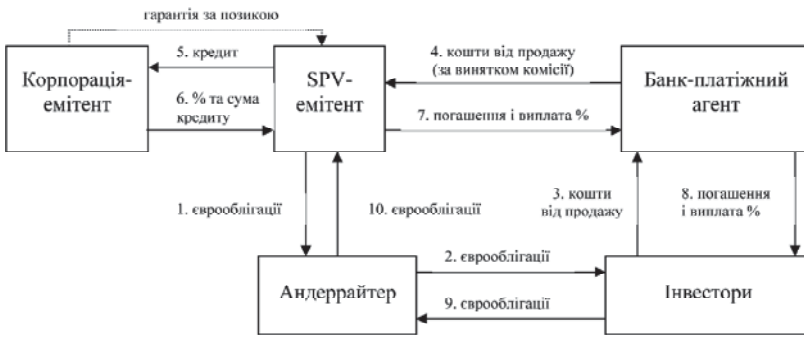 гарантія за позикою
Корпорація-
емітент
5. кредит
6. % та сума
кредиту
SPV-
емітент
4. кошти від продажу
(за винятком комісії)
7. погашення і виплата %
Банк-платіжний
агент
1. єврооблігації
10. єврооблігації
3. кошти
від продажу
8. погашення
і виплата %
Андеррайтер
2. єврооблігації
9. єврооблігації
Інвестори